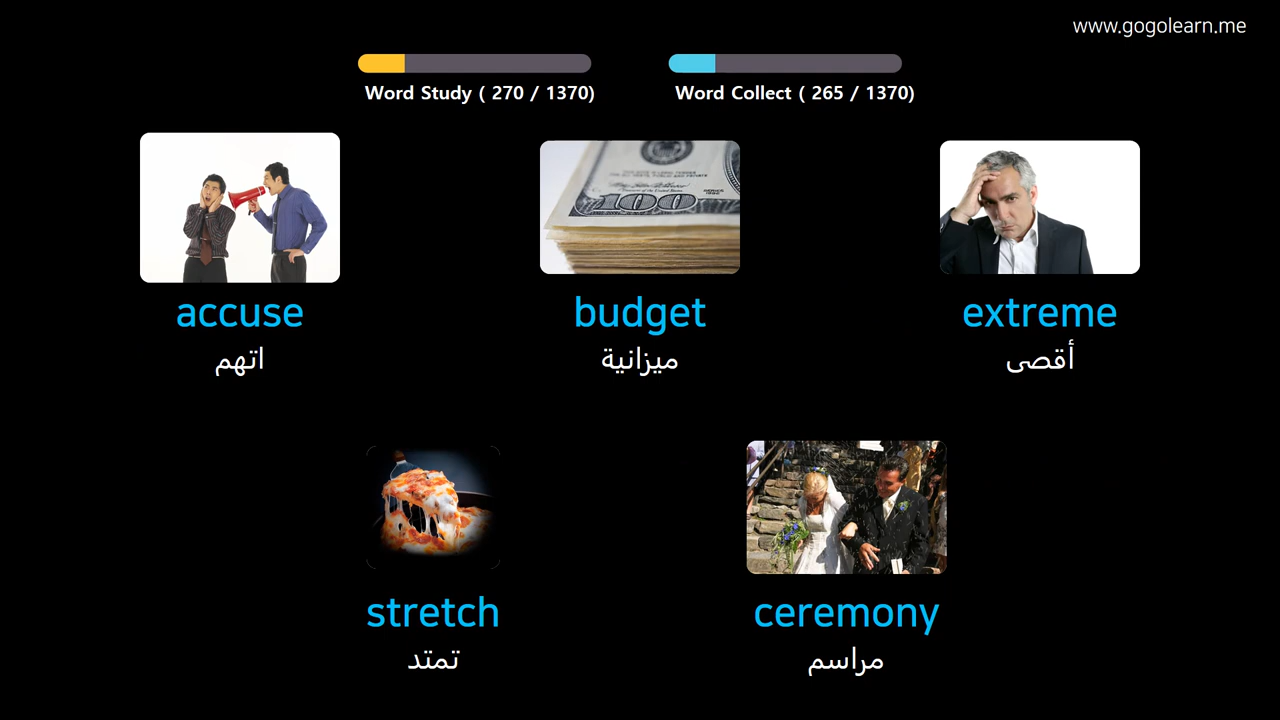 www.gogolearn.me
Word Study ( 270 / 1370)
Word Collect ( 265 / 1370)
accuse
اتهم
budget
ميزانية
extreme
أقصى
stretch
تمتد
ceremony
مراسم
100